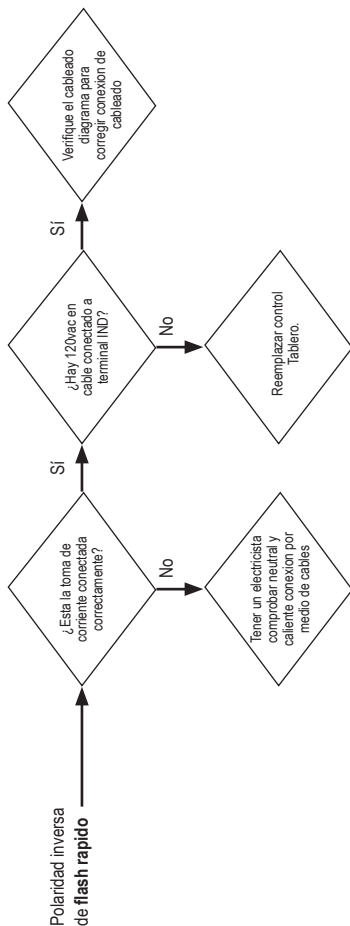 Polaridad inversa
de flash rapido
¿Esta la toma de
corriente conectada
correctamente?
Sí
No
Tener un electricista
comprobar neutral y
caliente conexion por
medio de cables
¿Hay 120vac en
cable conectado a
terminal IND?
Sí
No
Reemplazar control
Tablero.
Verifique el cableado
diagrama para
corregir conexion de
cableado